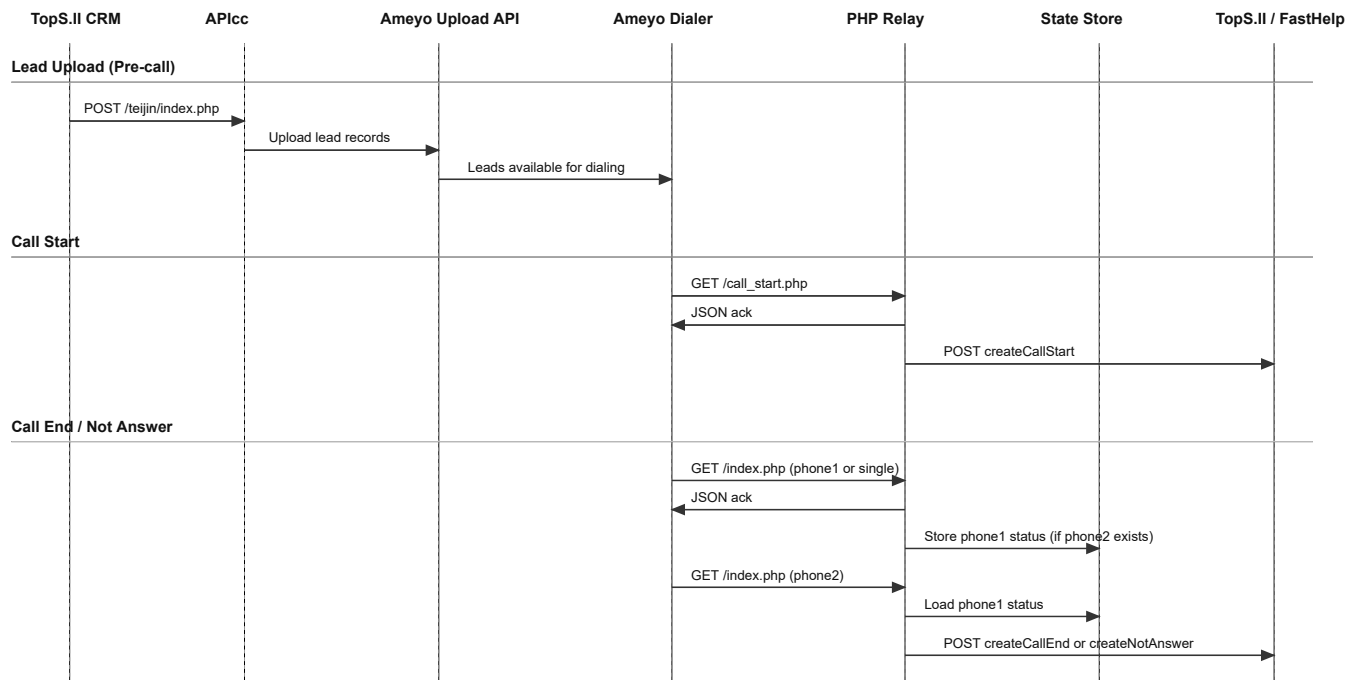 TopS.II CRM
APIcc
Ameyo Upload API
Ameyo Dialer
PHP Relay
State Store
TopS.II / FastHelp
Lead Upload (Pre-call)
POST /teijin/index.php
Upload lead records
Leads available for dialing
Call Start
GET /call_start.php
JSON ack
POST createCallStart
Call End / Not Answer
GET /index.php (phone1 or single)
JSON ack
Store phone1 status (if phone2 exists)
GET /index.php (phone2)
Load phone1 status
POST createCallEnd or createNotAnswer